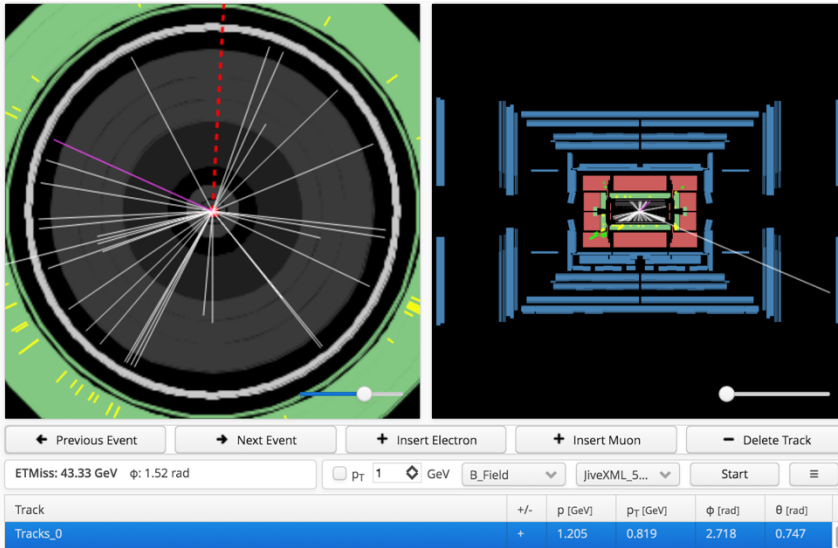 Previous Event Next Event Insert Electron Insert Muon Delete Track
ETMiss: 43.33 GeV φ: 1.52 rad pT 1 GeV B_Field JiveXML_5... Start
Track +/- p [GeV] pT [GeV] ϕ [rad] θ [rad]
Tracks_0 + 1.205 0.819 2.718 0.747